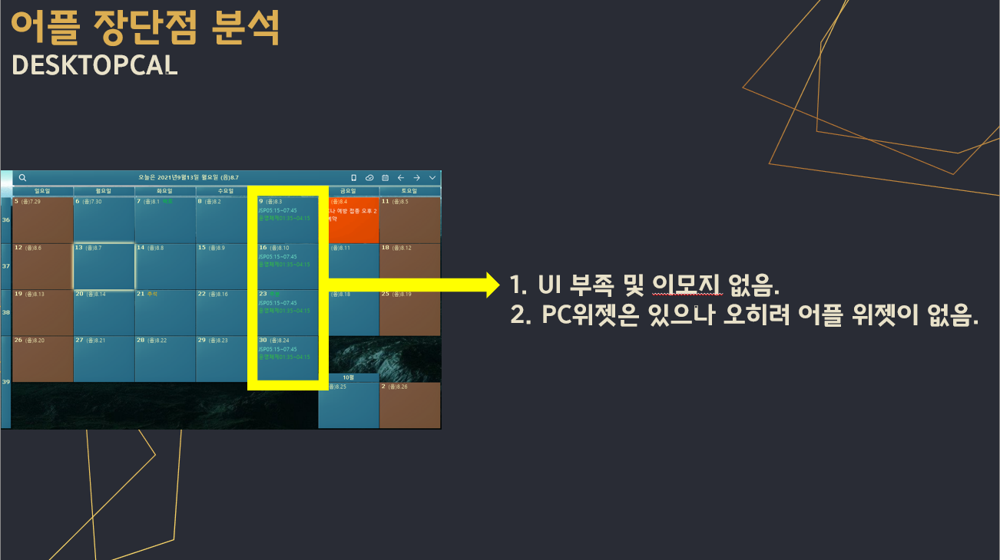 어플 장단점 분석
DESKTOPCAL
오늘은 2021년9월13일 월요일 (음)8.7
일요일 월요일 화요일 수요일 금요일 토요일
36
5 (음)7.29
6 (음)7.30
7 (음)8.1
8 (음)8.2
9 (음)8.3
JSP05:15~07:45
운영체제01:35~04:15
(음)8.4
나 예방 접종 오후 2
예약
11 (음)8.5
37
12 (음)8.6
13 (음)8.7
14 (음)8.8
15 (음)8.9
16 (음)8.10
JSP05:15~07:45
운영체제01:35~04:15
(음)8.11
18 (음)8.12
38
19 (음)8.13
20 (음)8.14
21 추석
22 (음)8.16
23
JSP05:15~07:45
운영체제01:35~04:15
(음)8.18
25 (음)8.19
39
26 (음)8.20
27 (음)8.21
28 (음)8.22
29 (음)8.23
30 (음)8.24
JSP05:15~07:45
운영체제01:35~04:15
10월
(음)8.25
2 (음)8.26
1. UI 부족 및 이모지 없음.
2. PC위젯은 있으나 오히려 어플 위젯이 없음.